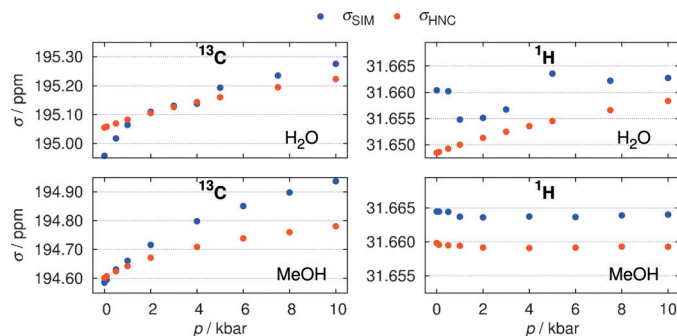 σSIM σHNC
13C 1H
σ / ppm
195.30
195.20
195.10
195.00
H2O
31.665
31.660
31.655
31.650
H2O
13C 1H
σ / ppm
194.90
194.80
194.70
194.60
MeOH
31.665
31.660
31.655
MeOH
0 2 4 6 8 10
0 2 4 6 8 10
p / kbar
p / kbar